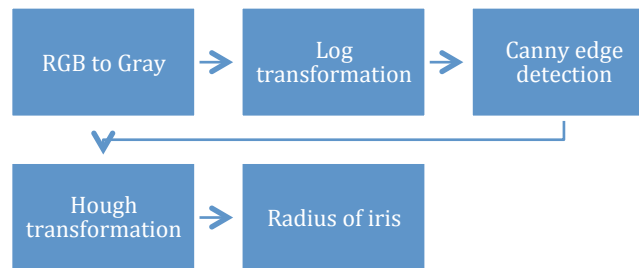 RGB to Gray
Log
transformation
Canny edge
detection
Hough
transformation
Radius of iris